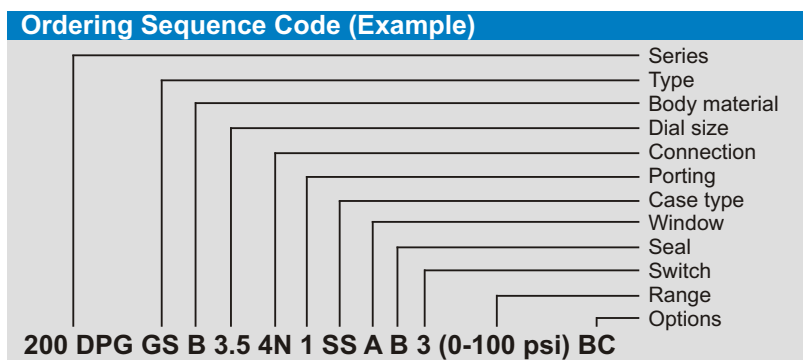 Ordering Sequence Code (Example)
Series
Type
Body material
Dial size
Connection
Porting
Case type
Window
Seal
Switch
Range
Options
200 DPG GS B 3.5 4N 1 SS A B 3 (0-100 psi) BC